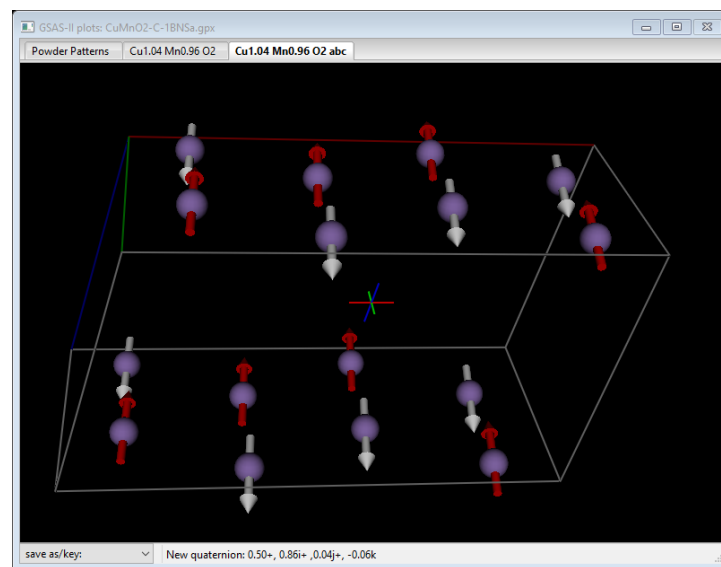 GSAS-II plots: CuMnO2-C-1BNSa.gpx
Powder Patterns Cu1.04 Mn0.96 O2 Cu1.04 Mn0.96 O2 abc
save as/key: New quaternion: 0.50+, 0.86i+ ,0.04j+, -0.06k